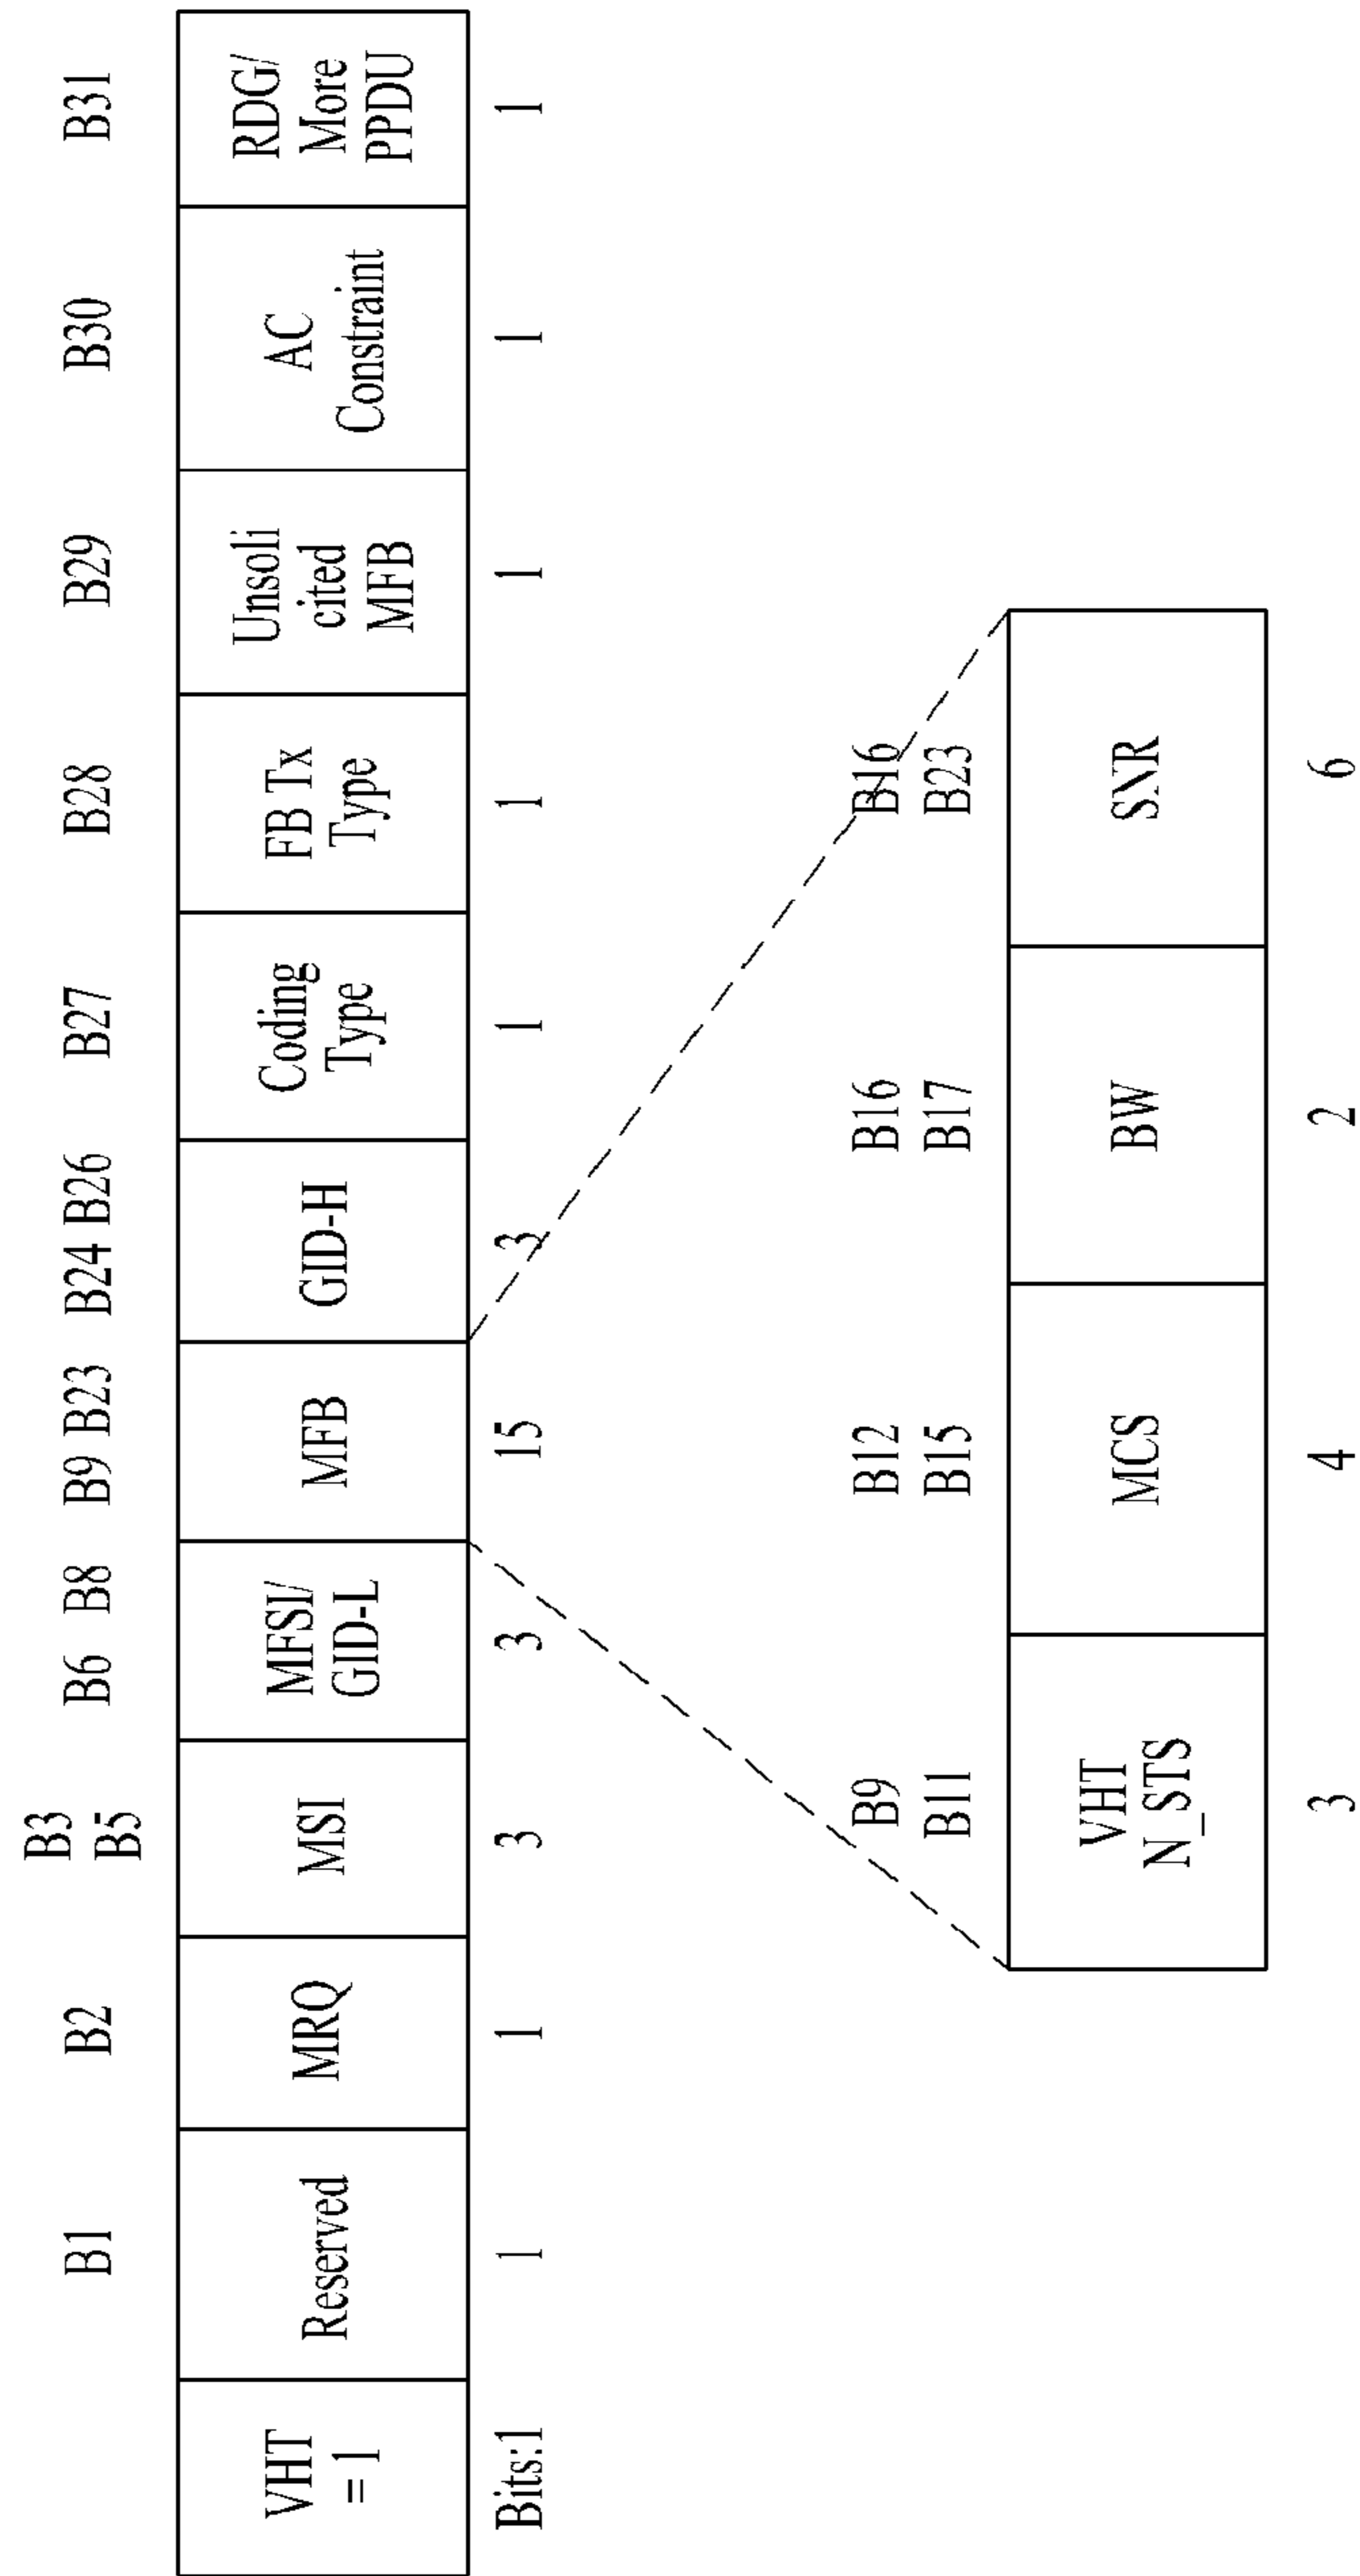 B1
B2
B3
B5
B6 B8
B9 B23
B24 B26
B27
B28
B29
B30
B31
VHT
= 1
Reserved
MRQ
MSI
MFSI/
GID-L
MFB
GID-H
Coding
Type
FB Tx
Type
Unsoli
cited
MFB
AC
Constraint
RDG/
More
PPDU
Bits:1
1
1
3
3
15
3
1
1
1
1
1
B9
B11
B12
B15
B16
B17
B16
B23
VHT
N_STS
MCS
BW
SNR
3
4
2
6